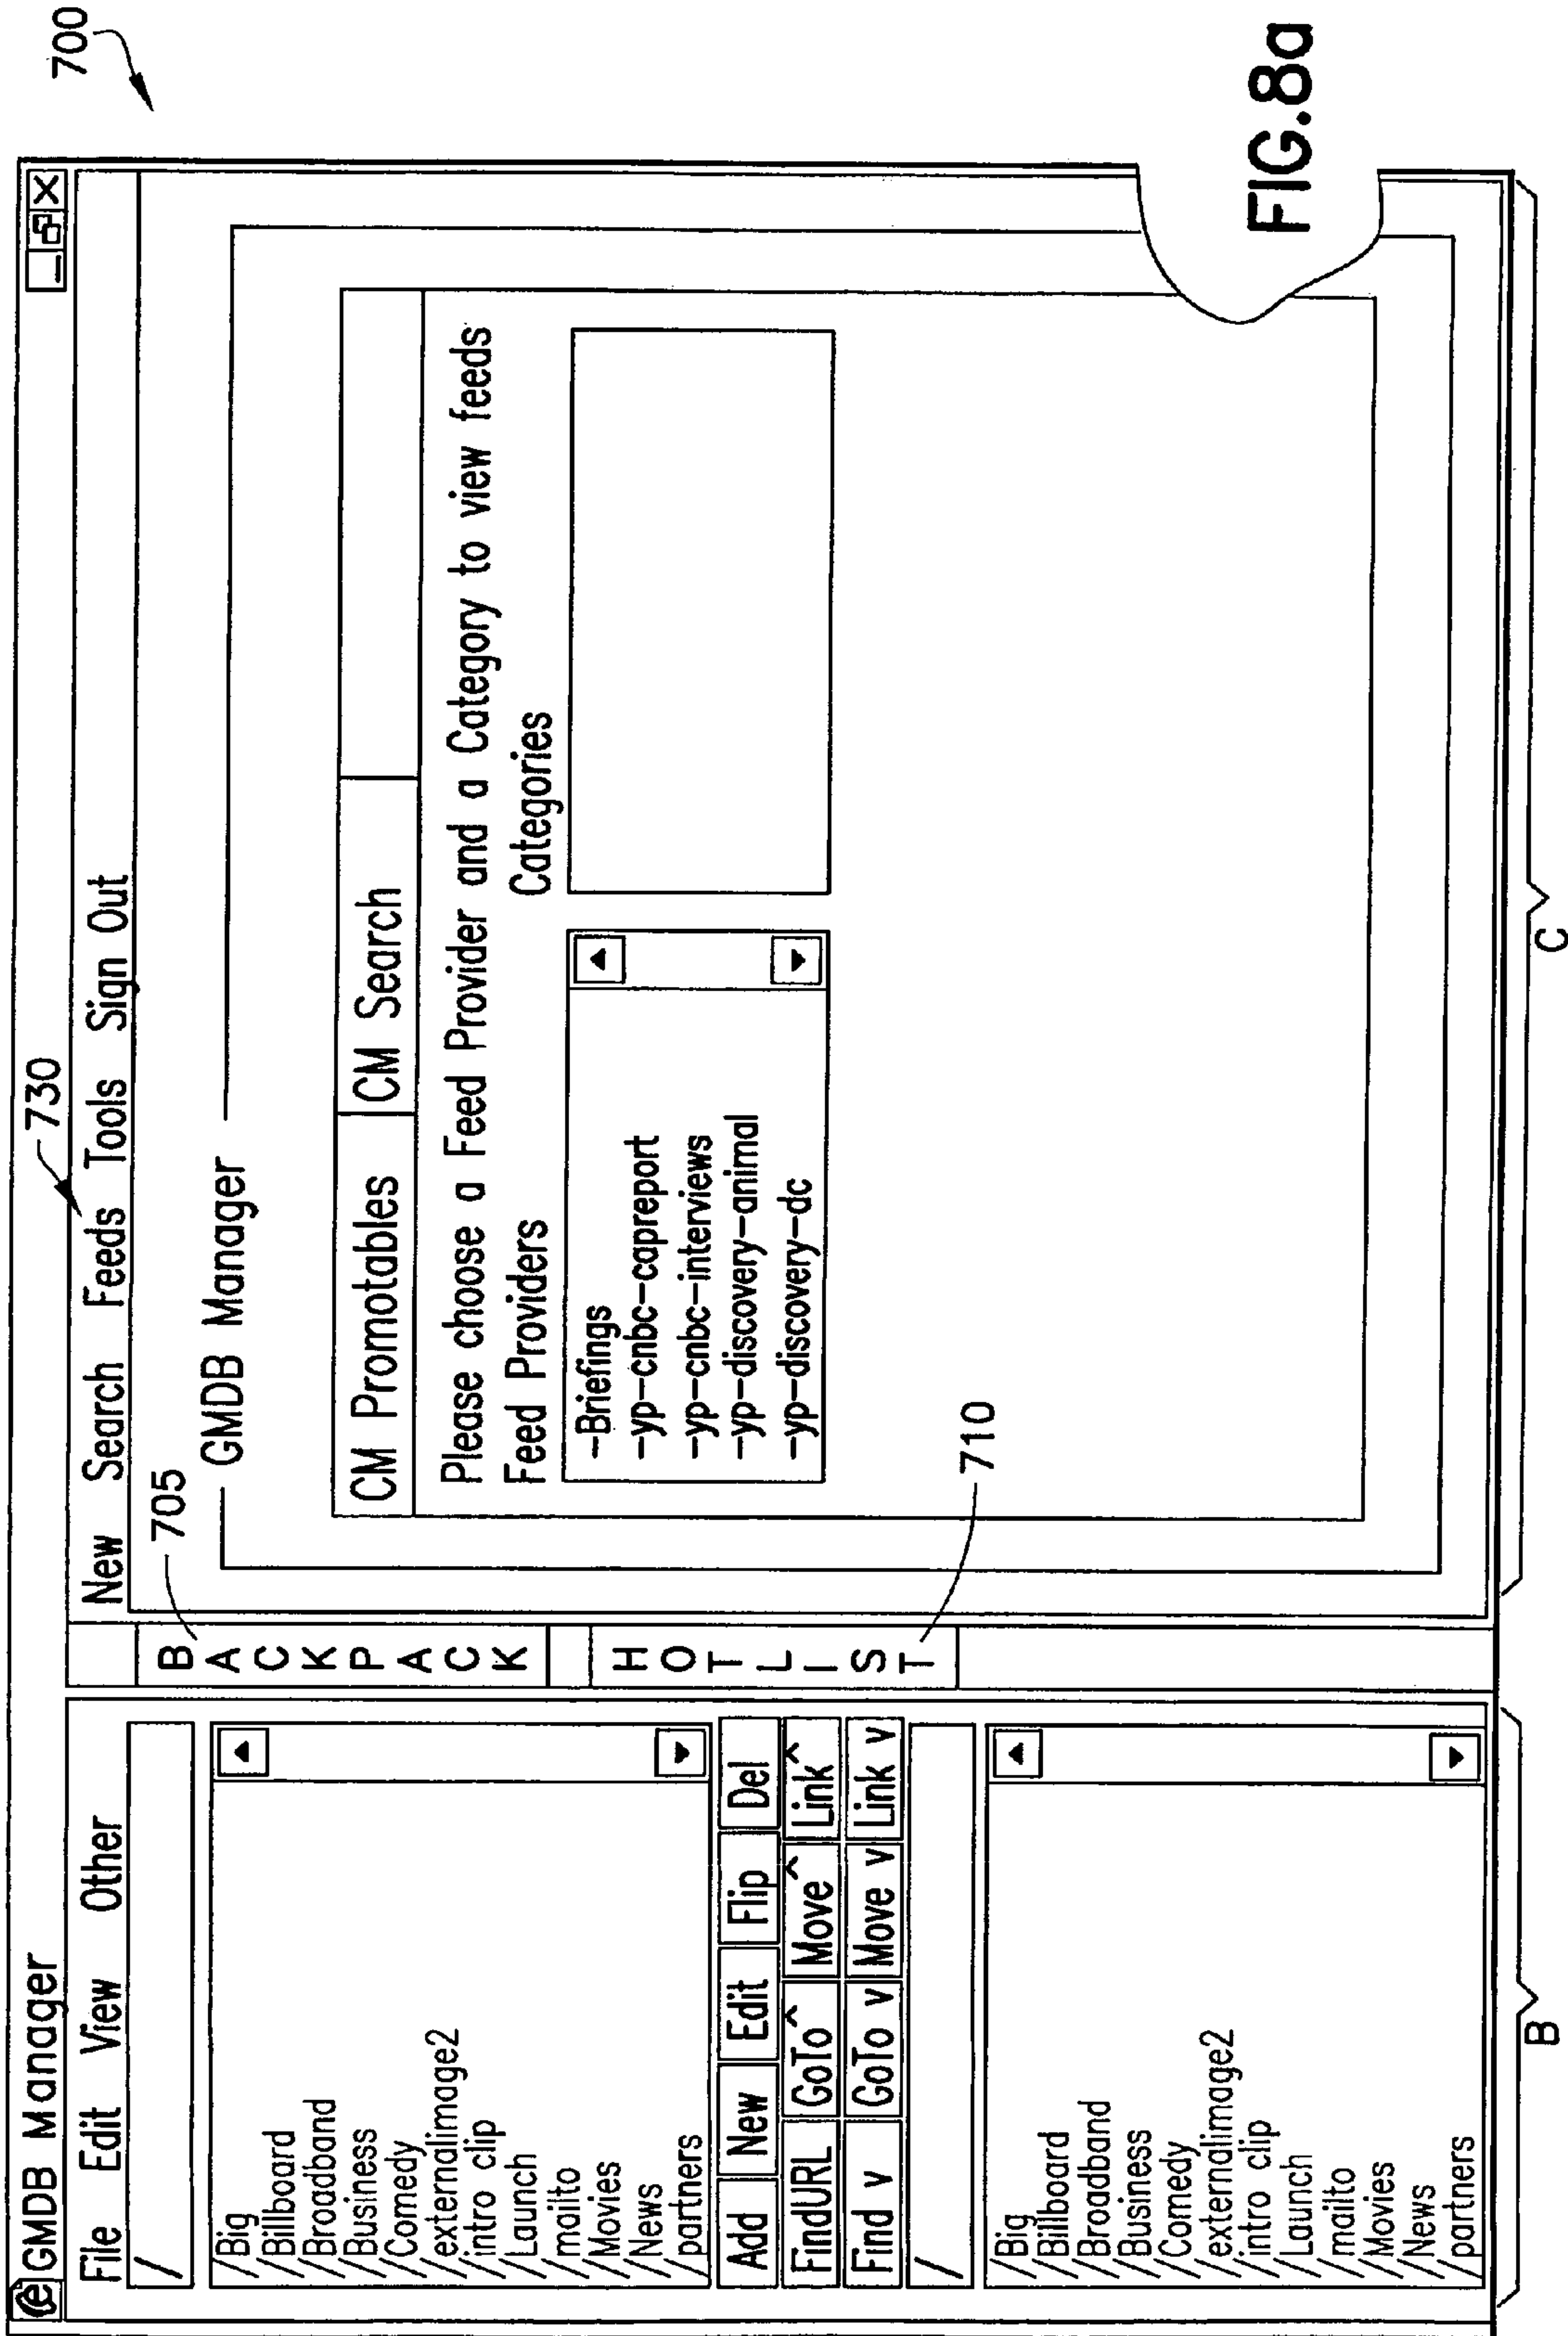 700
GMDB Manager
730
File Edit View Other
New Search Feeds Tools Sign Out
/
/Big
/Billboard
/Broadband
/Business
/Comedy
/externalimage2
/intro clip
/Launch
/mailto
/Movies
/News
/partners
Add New Edit Flip Del
FindURL GoTo ^ Move ^ Link ^
Find v GoTo v Move v Link v
/
/Big
/Billboard
/Broadband
/Business
/Comedy
/externalimage2
/intro clip
/Launch
/mailto
/Movies
/News
/partners
B
BACKPACK
705
HOTLIST
710
GMDB Manager
CM Promotables CM Search
Please choose a Feed Provider and a Category to view feeds
Feed Providers Categories
-Briefings
-yp-cnbc-capreport
-yp-cnbc-interviews
-yp-discovery-animal
-yp-discovery-dc
C
FIG.8a